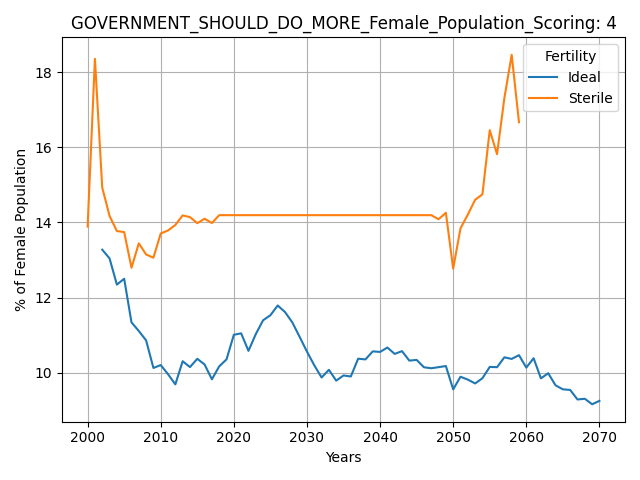 GOVERNMENT_SHOULD_DO_MORE_Female_Population_Scoring: 4
Fertility
Ideal
Sterile
% of Female Population
18
16
14
12
10
2000 2010 2020 2030 2040 2050 2060 2070
Years